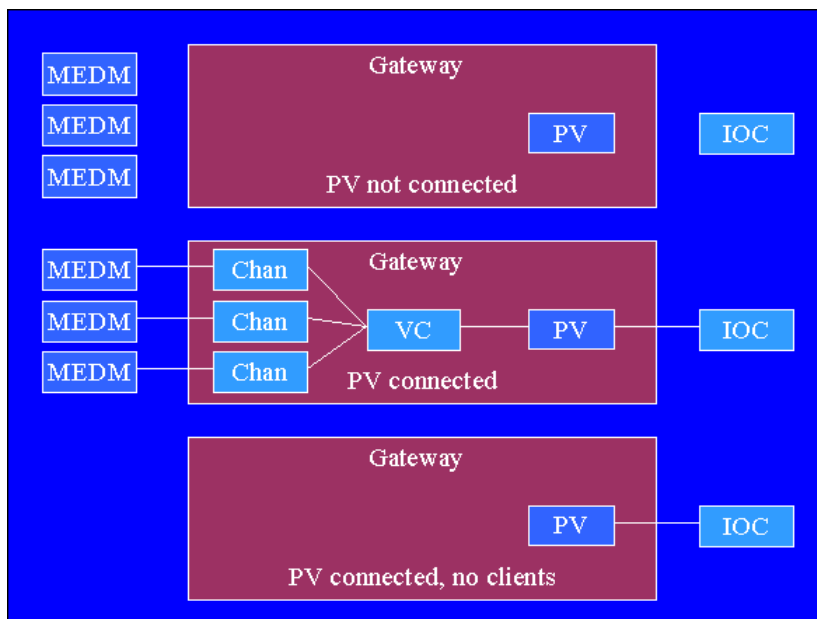 Gateway
MEDM
MEDM
PV
IOC
MEDM
PV not connected
Gateway
MEDM
Chan
MEDM
Chan
VC
PV
IOC
MEDM
Chan
PV connected
Gateway
PV
IOC
PV connected, no clients